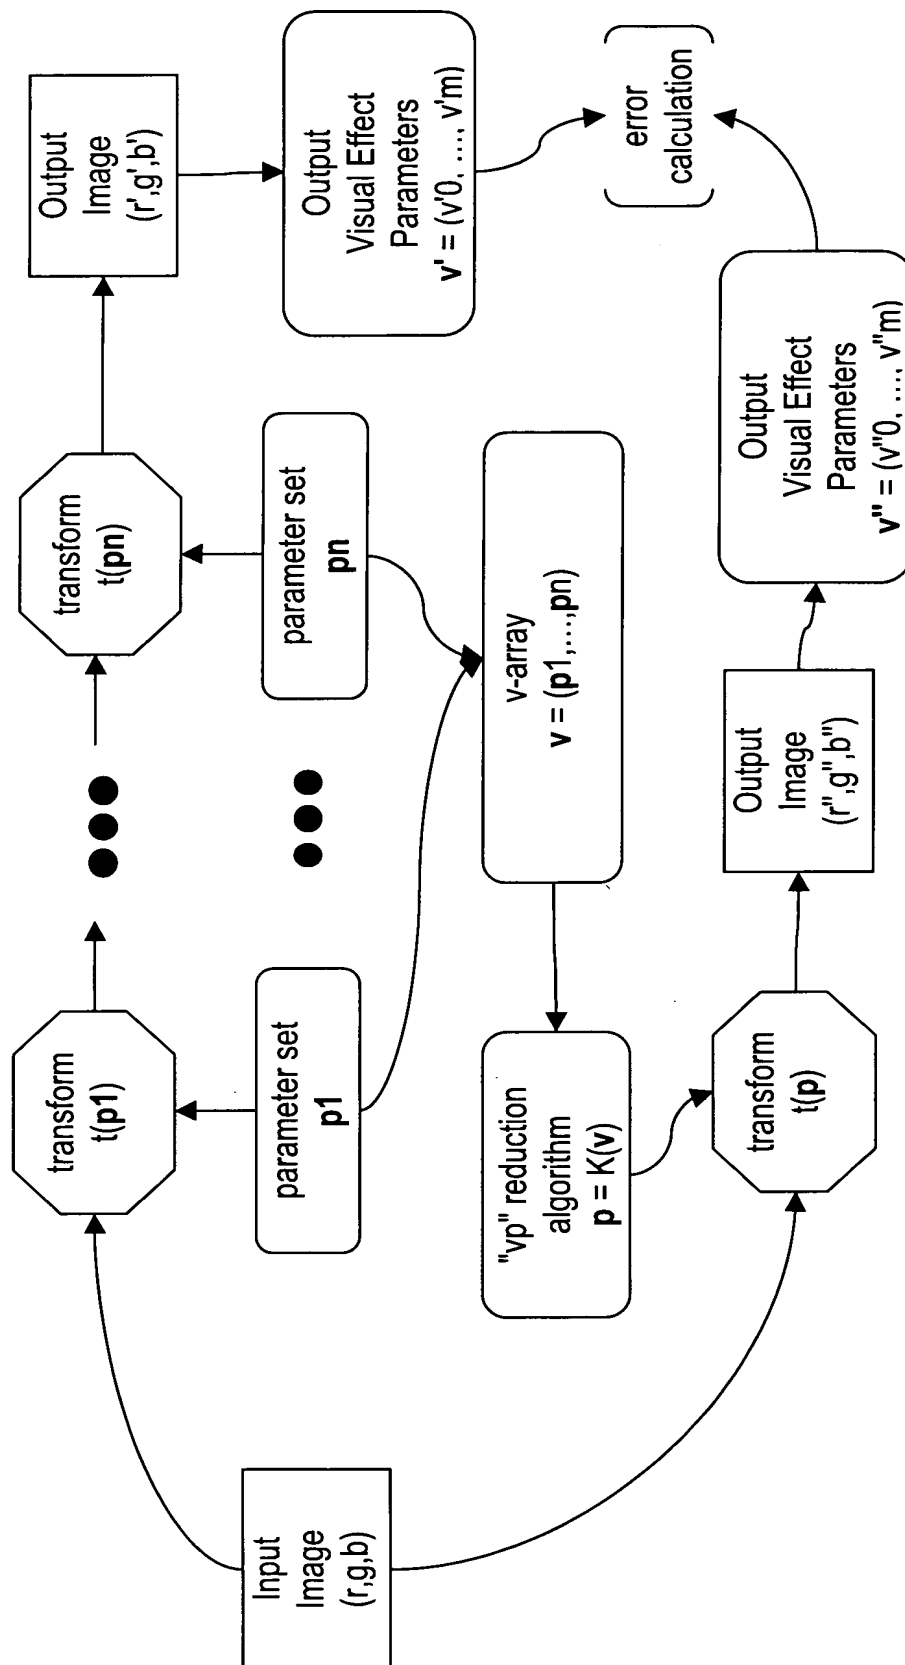 Input
Image
(r,g,b)
transform
t(p1)
transform
t(pn)
Output
Image
(r',g',b')
parameter set
p1
parameter set
pn
Output
Visual Effect
Parameters
v' = (v'0, ..., v'm)
v-array
v = (p1,...,pn)
"vp" reduction
algorithm
p = K(v)
error
calculation
transform
t(p)
Output
Image
(r",g",b")
Output
Visual Effect
Parameters
v" = (v"0, ..., v"m)